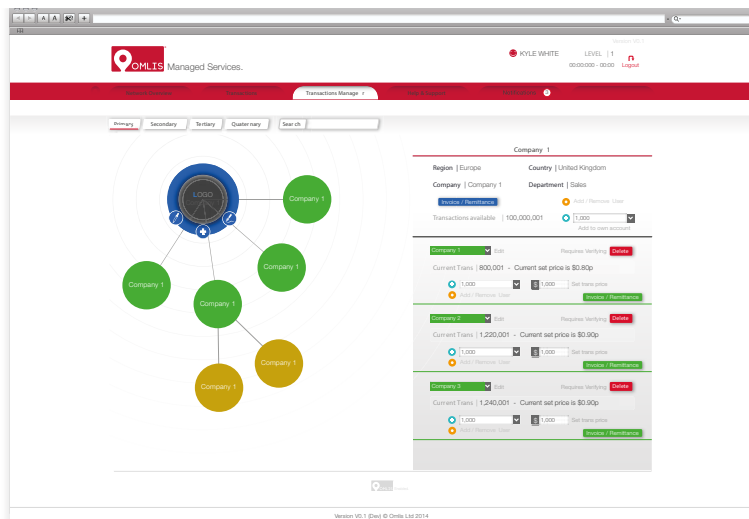 A A +
Q-
Version V0.1
OMLIS Managed Services.
KYLE WHITE LEVEL | 1
00:00:000 - 00:00 Logout
Transactions Manage r
Primary Secondary Tertiary Quater nary Sear ch
LOGO
Company 1
Company 1
Company 1
Company 1
Company 1
Company 1
Company 1
Region | Europe Country | United Kingdom
Company | Company 1 Department | Sales
Invoice / Remittance Add / Remove User
Transactions available | 100,000,001 1,000
Add to own account
Company 1 Edit Requires Verifying Delete
Current Trans | 800,001 - Current set price is $0.80p
1,000 $ 1,000 Set trans price
Add / Remove User Invoice / Remittance
Company 2 Edit Requires Verifying Delete
Current Trans | 1,220,001 - Current set price is $0.90p
1,000 $ 1,000 Set trans price
Add / Remove User Invoice / Remittance
Company 3 Edit Requires Verifying Delete
Current Trans | 1,240,001 - Current set price is $0.90p
1,000 $ 1,000 Set trans price
Add / Remove User Invoice / Remittance
Version V0.1 (Dev) © Omlis Ltd 2014